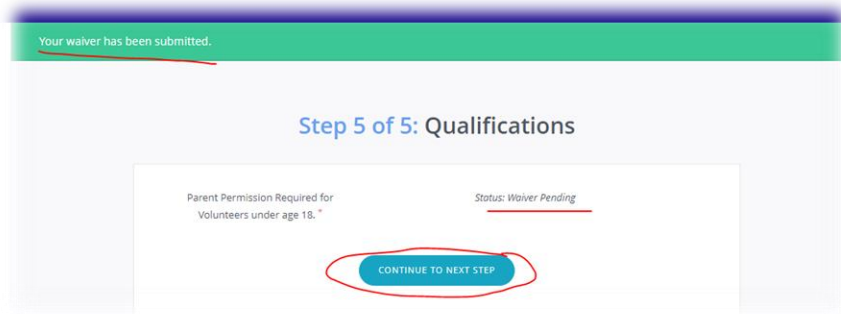 Your waiver has been submitted.
Step 5 of 5: Qualifications
Parent Permission Required for
Volunteers under age 18. *
Status: Waiver Pending
CONTINUE TO NEXT STEP